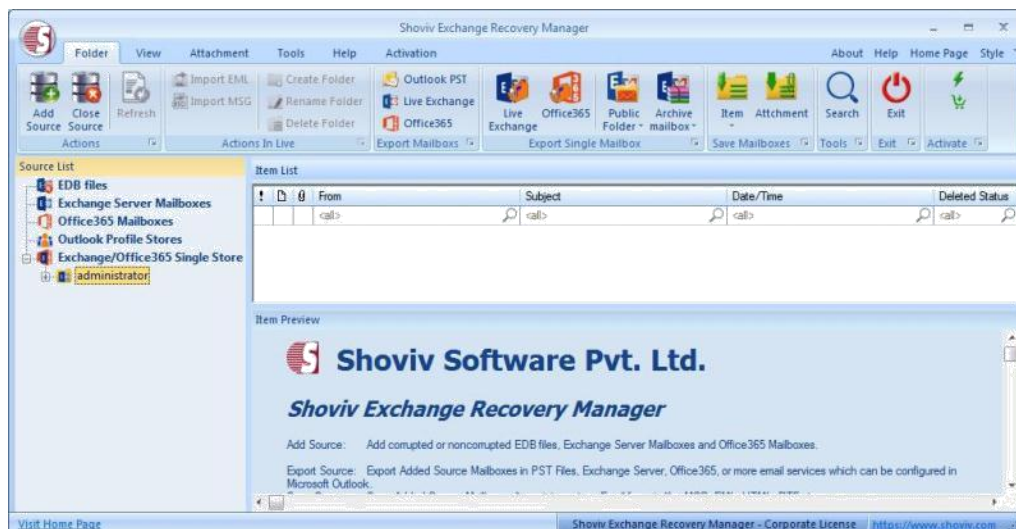 Shoviv Exchange Recovery Manager
Folder View Attachment Tools Help Activation About Help Home Page Style
Add Source Close Source Refresh
Import EML
Import MSG
Create Folder
Rename Folder
Delete Folder
Outlook PST
Live Exchange
Office365
Live Exchange Office365 Public Folder Archive mailbox
Item Attchment Search Exit
Actions Actions In Live Export Mailboxs Export Single Mailbox Save Mailboxes Tools Exit Activate
Source List
EDB files
Exchange Server Mailboxes
Office365 Mailboxes
Outlook Profile Stores
Exchange/Office365 Single Store
administrator
Item List
! From Subject Date/Time Deleted Status
<all> <all> <all> <all>
Item Preview
S Shoviv Software Pvt. Ltd.
Shoviv Exchange Recovery Manager
Add Source: Add corrupted or noncorrupted EDB files, Exchange Server Mailboxes and Office365 Mailboxes.
Export Source: Export Added Source Mailboxes in PST Files, Exchange Server, Office365, or more email services which can be configured in
Microsoft Outlook.
Visit Home Page Shoviv Exchange Recovery Manager - Corporate License https://www.shoviv.com